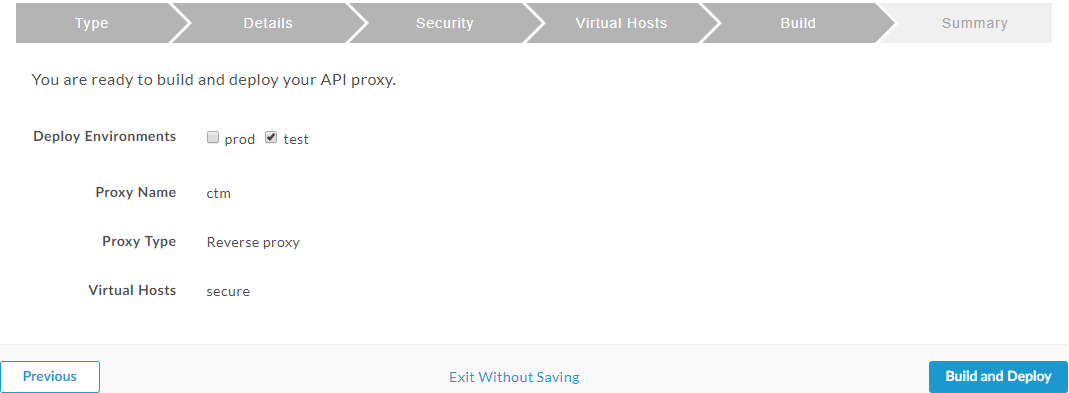 Type Details Security Virtual Hosts Build Summary
You are ready to build and deploy your API proxy.
Deploy Environments prod test
Proxy Name ctm
Proxy Type Reverse proxy
Virtual Hosts secure
Previous Exit Without Saving Build and Deploy